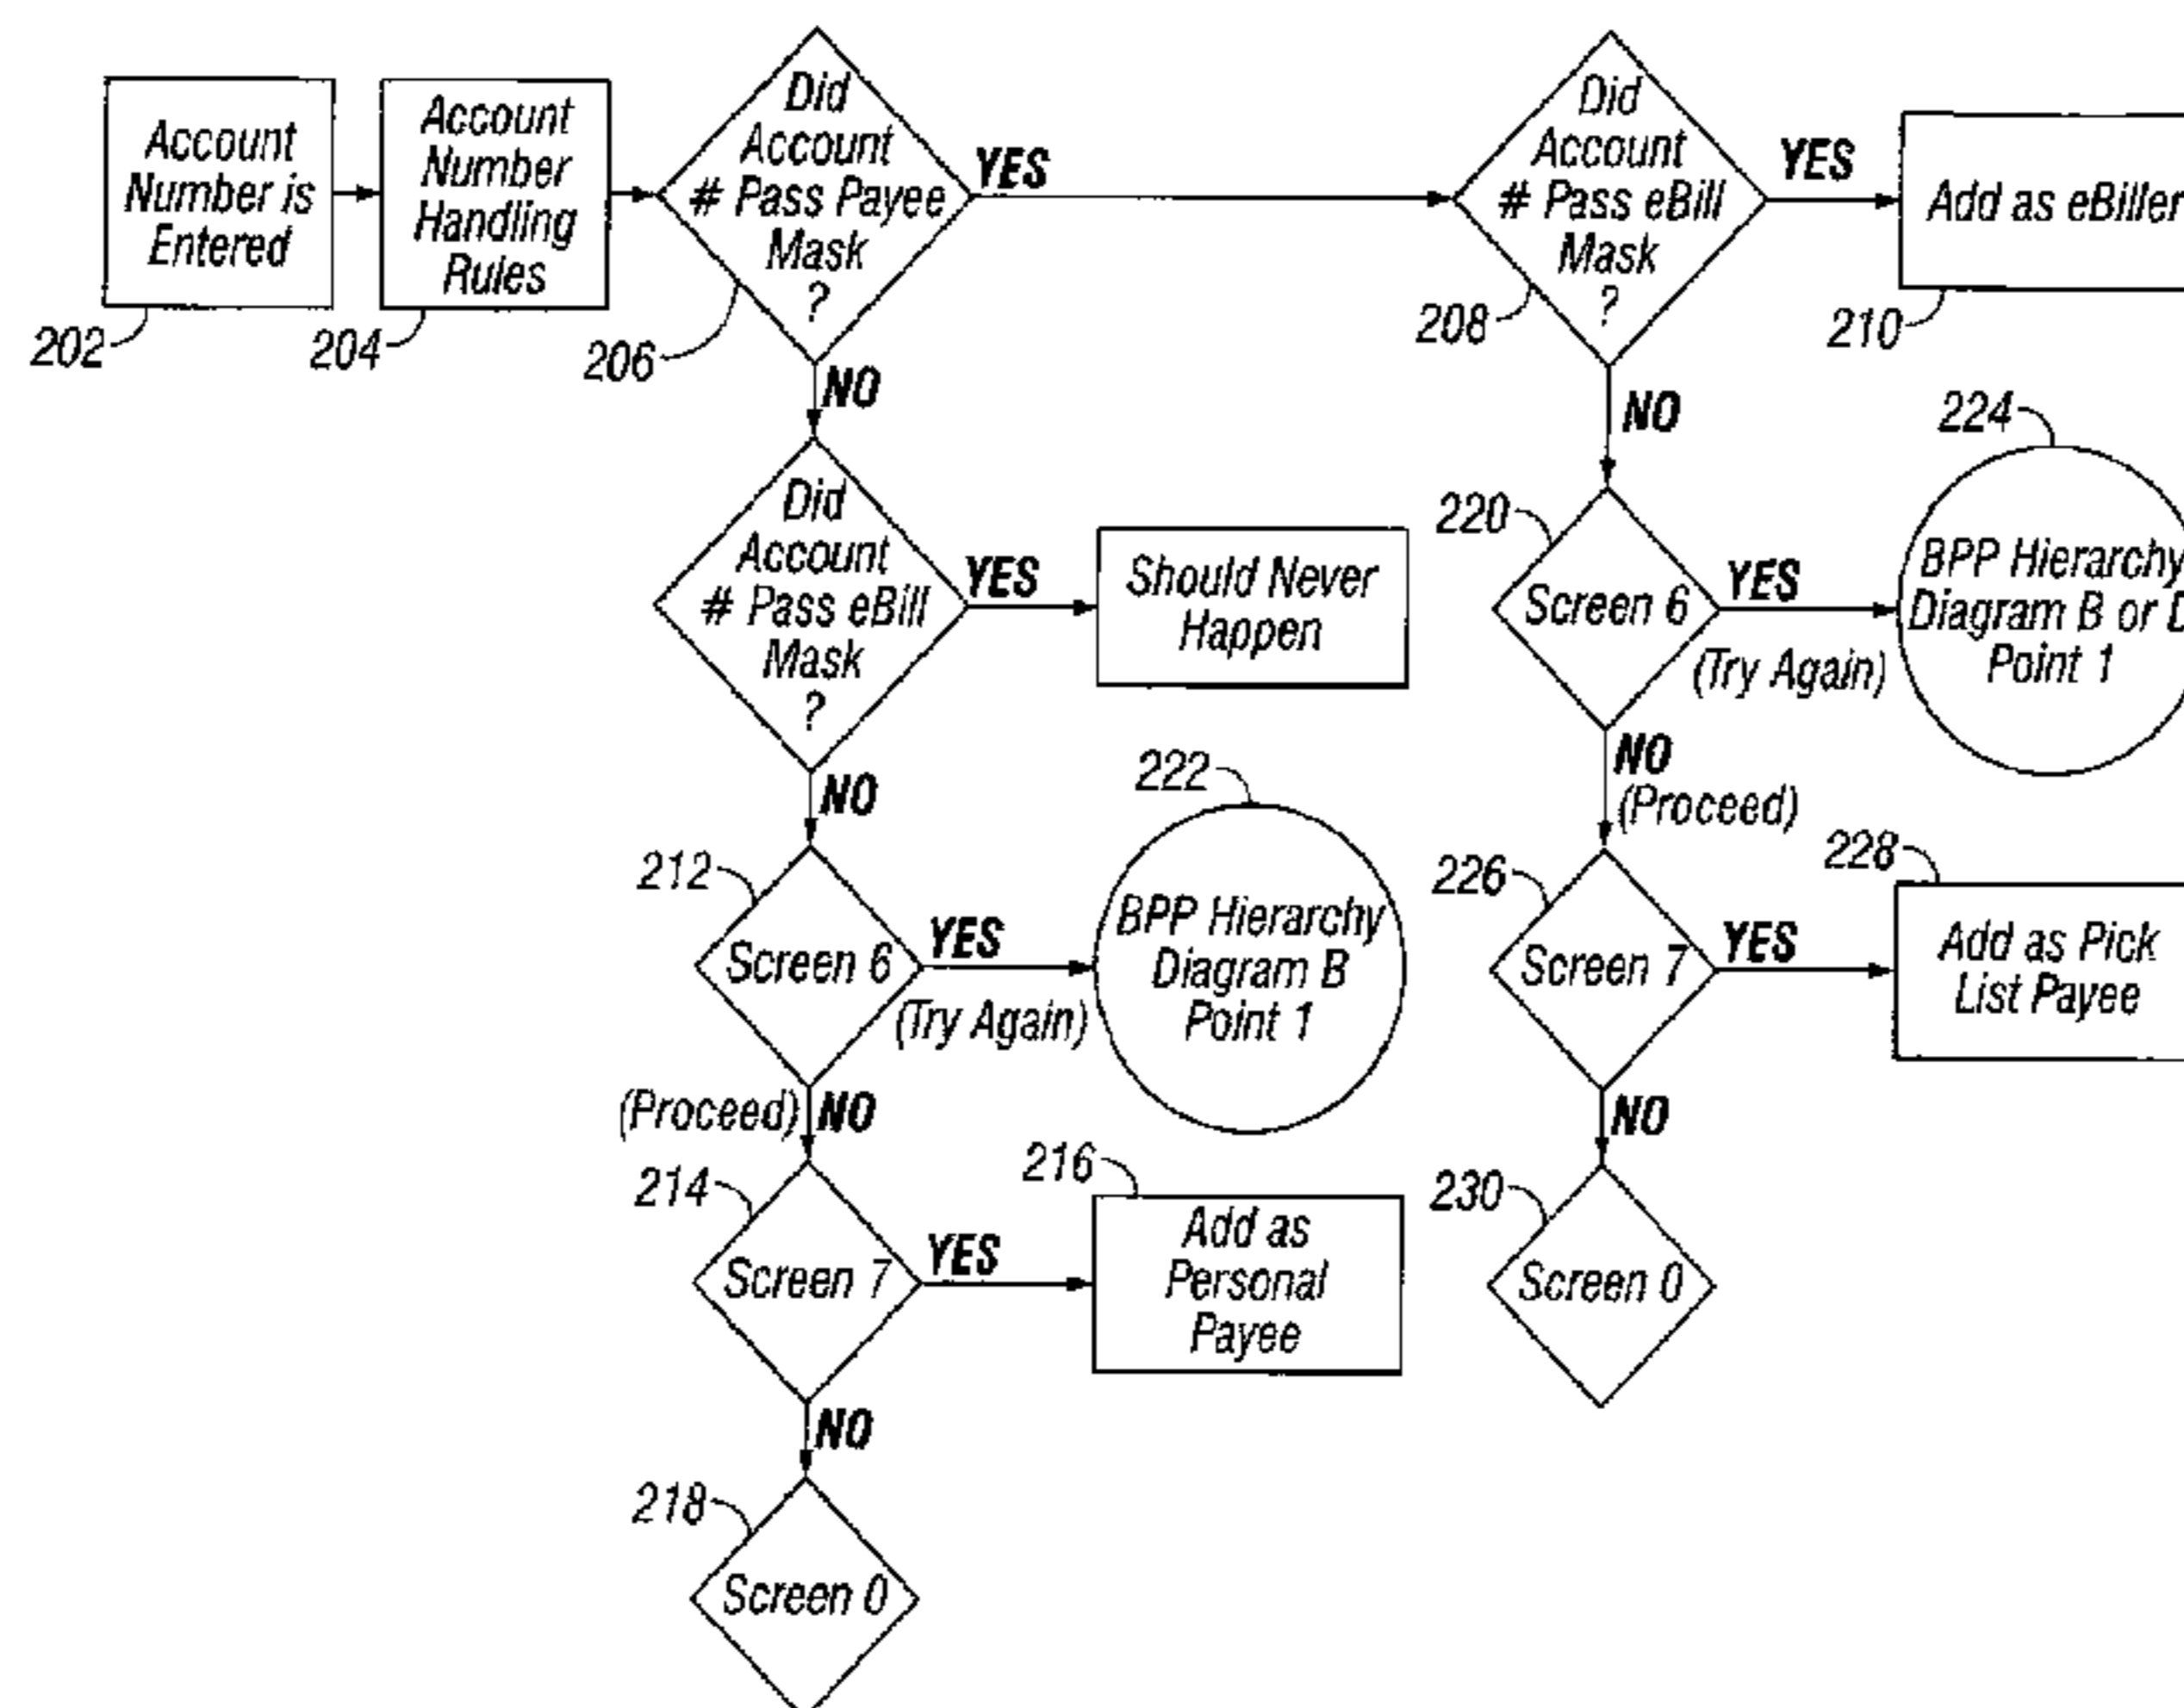 Account
Number is
Entered
202
Account
Number
Handling
Rules
204
Did
Account
# Pass Payee
Mask
?
206
YES
NO
Did
Account
# Pass eBill
Mask
?
208
YES
NO
Add as eBiller
210
Did
Account
# Pass eBill
Mask
?
YES
NO
Should Never
Happen
220
Screen 6
YES
(Try Again)
NO
(Proceed)
224
BPP Hierarchy
Diagram B or
Point 1
212
Screen 6
YES
(Try Again)
(Proceed) NO
222
BPP Hierarchy
Diagram B
Point 1
226
Screen 7
YES
NO
228
Add as Pick
List Payee
214
Screen 7
YES
NO
216
Add as
Personal
Payee
230
Screen 0
218
Screen 0